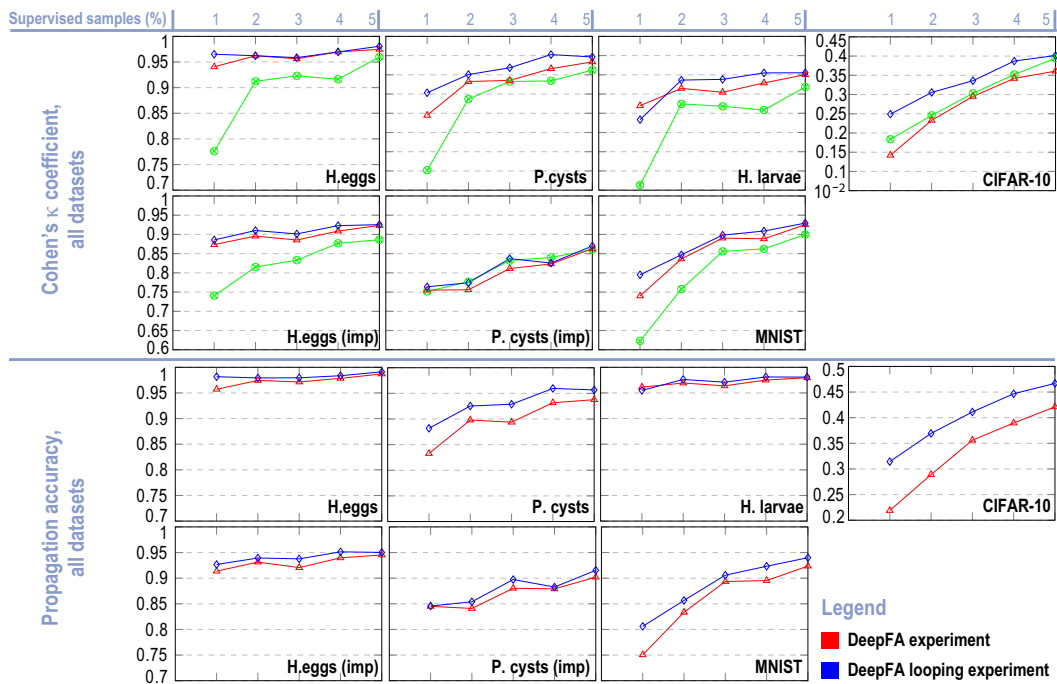 Supervised samples (%) 1 2 3 4 5 1 2 3 4 5 1 2 3 4 5 1 2 3 4 5
Cohen's κ coefficient,
all datasets
1
0.95
0.9
0.85
0.8
0.75
0.7
H.eggs
P.cysts
H. larvae
0.45
0.4
0.35
0.3
0.25
0.2
0.15
0.1
10⁻²
CIFAR-10
1
0.95
0.9
0.85
0.8
0.75
0.7
0.65
0.6
H.eggs (imp)
P. cysts (imp)
MNIST
Propagation accuracy,
all datasets
1
0.95
0.9
0.85
0.8
0.75
0.7
H.eggs
P. cysts
H. larvae
0.5
0.45
0.4
0.35
0.3
0.25
0.2
CIFAR-10
1
0.95
0.9
0.85
0.8
0.75
0.7
H.eggs (imp)
P. cysts (imp)
MNIST
Legend
DeepFA experiment
DeepFA looping experiment